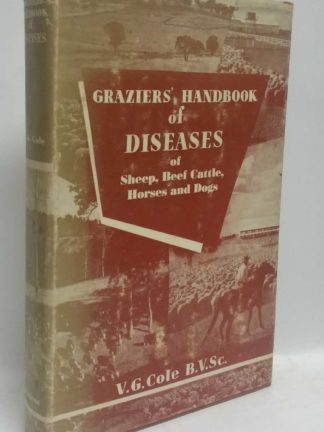 GRAZIERS' HANDBOOK
of
DISEASES
of
Sheep, Beef Cattle,
Horses and Dogs
V. G. Cole B.V.Sc.